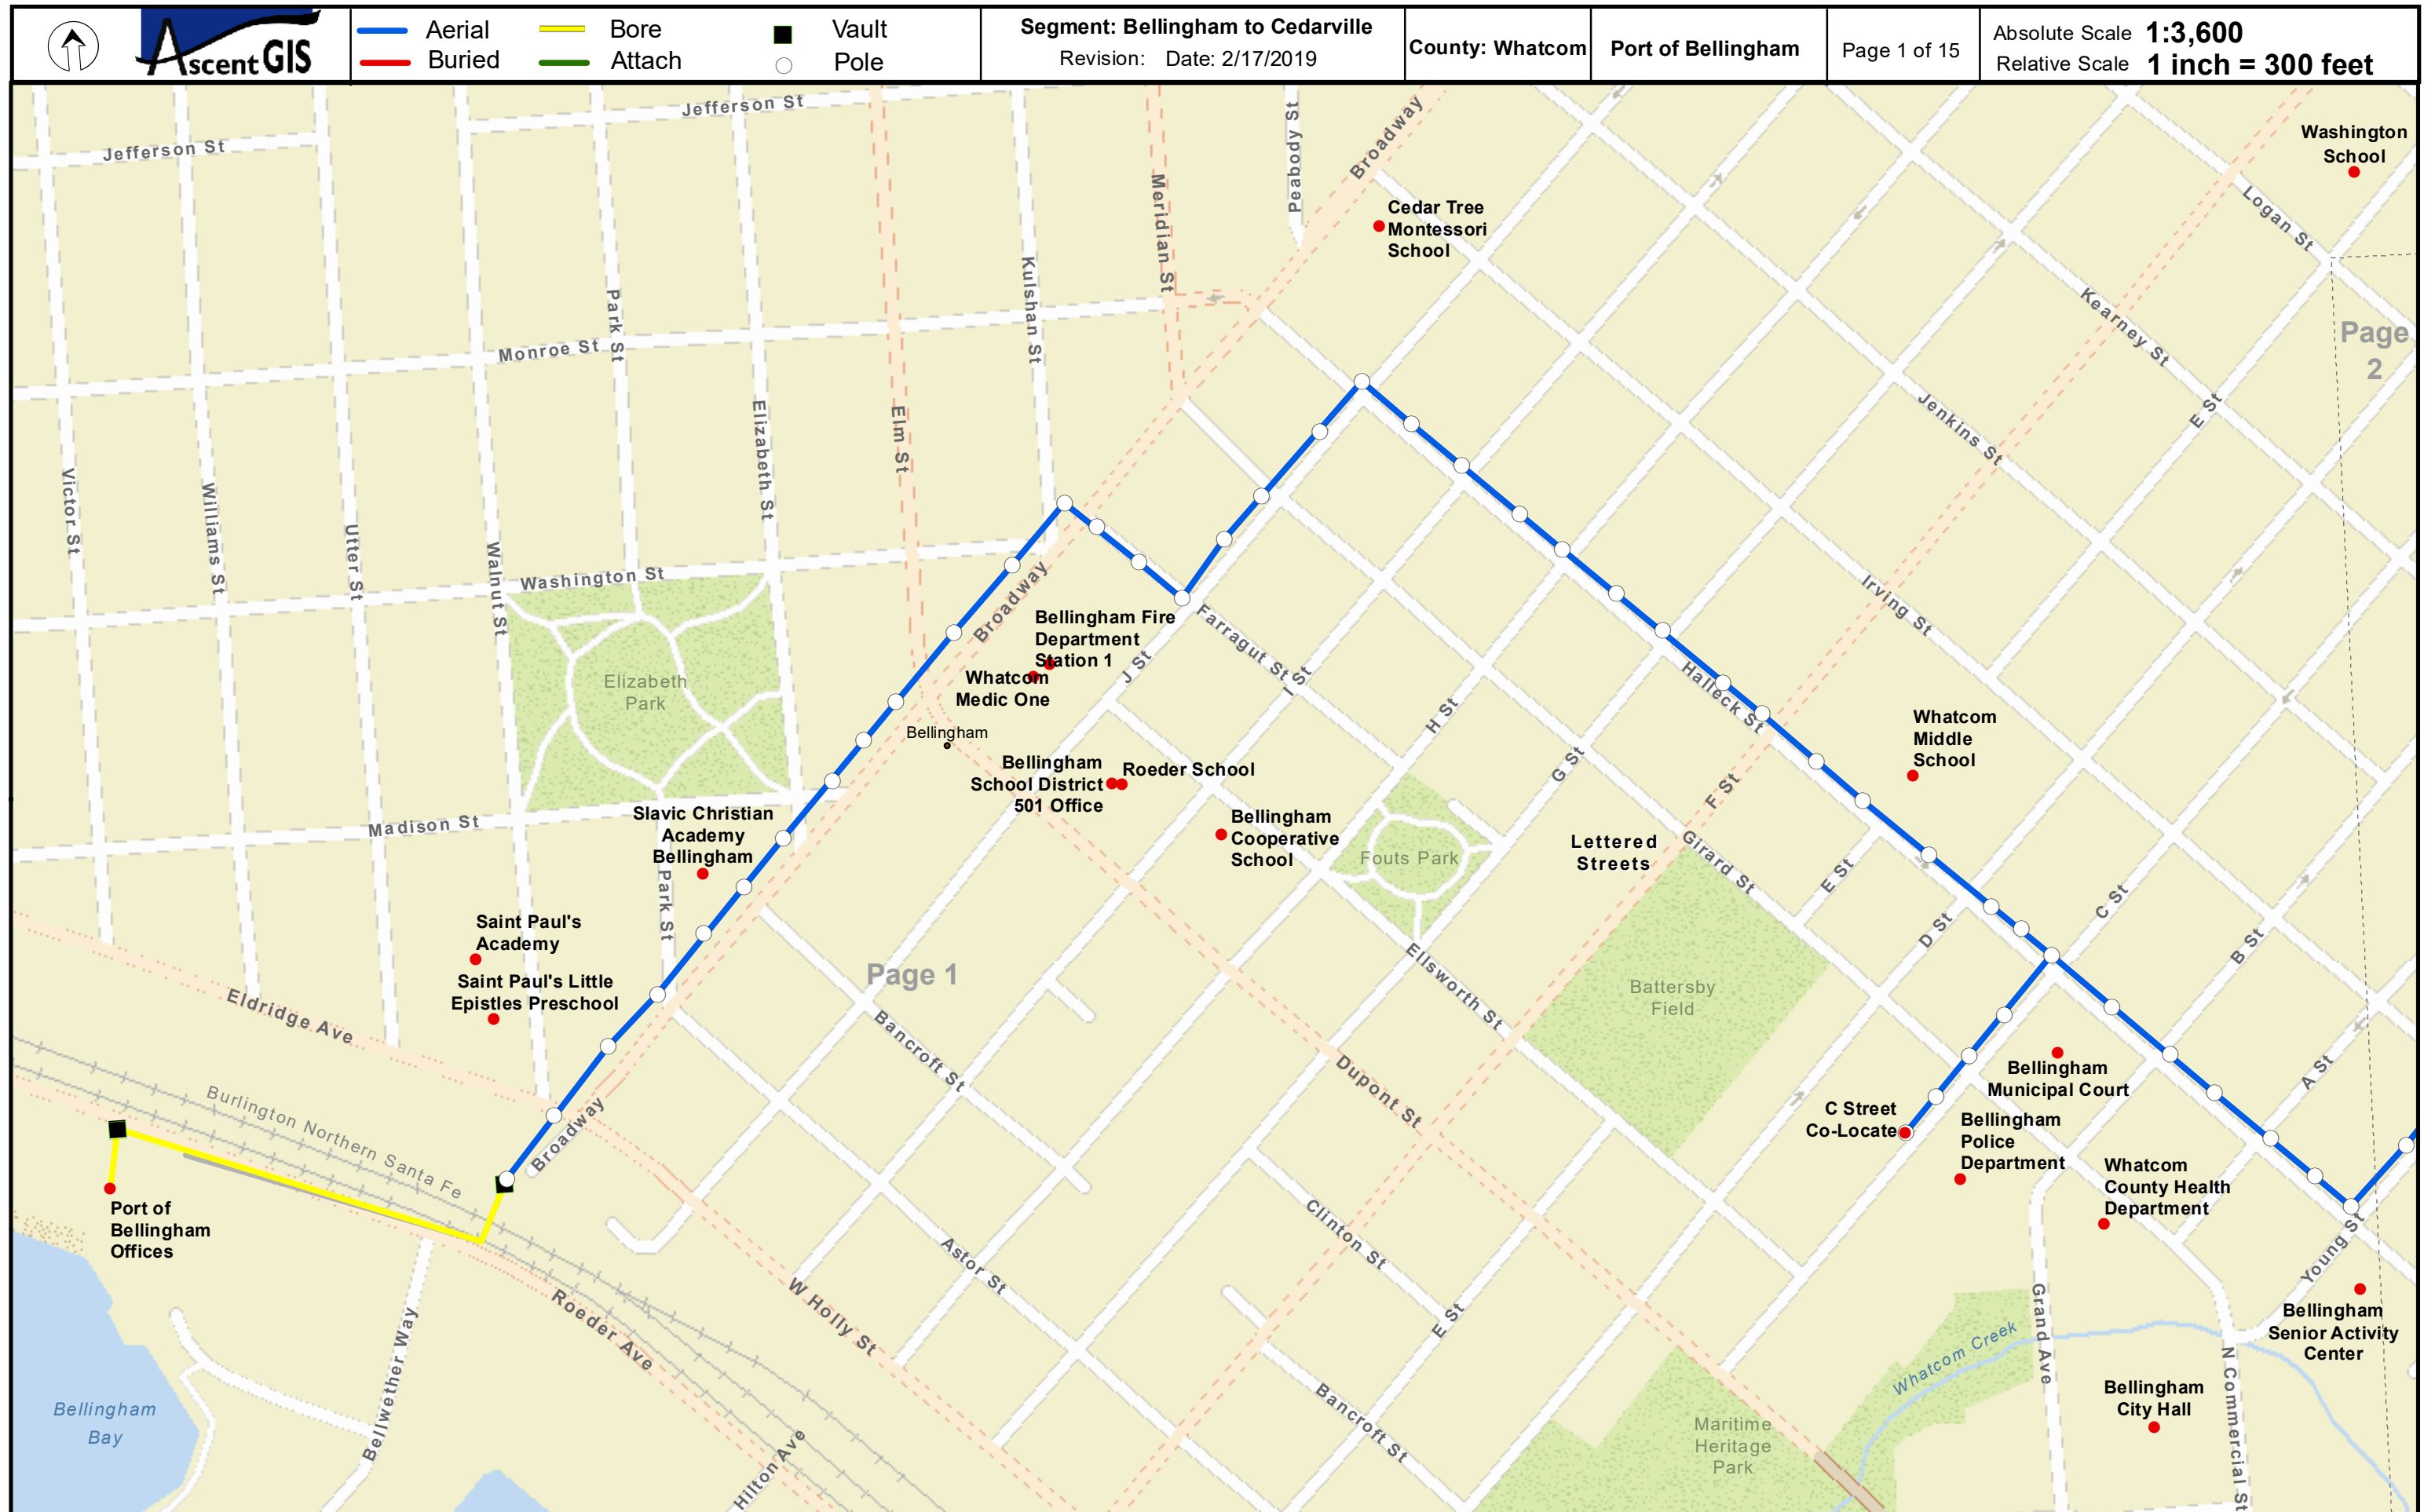 Ascent GIS
Aerial
Buried
Bore
Attach
Vault
Pole
Segment: Bellingham to Cedarville
Revision: Date: 2/17/2019
County: Whatcom
Port of Bellingham
Page 1 of 15
Absolute Scale 1:3,600
Relative Scale 1 inch = 300 feet
Jefferson St
Jefferson St
Peabody St
Broadway
Washington
School
Meridian St
Cedar Tree
Montessori
School
Logan St
Kulshan St
Park St
Monroe St
Kearney St
Page
2
E St
Jenkins St
Elizabeth St
Elm St
Victor St
Williams St
Utter St
Walnut St
Washington St
Broadway
Irving St
Bellingham Fire
Department
Station 1
Whatcom
Medic One
J St
Farragut St
I St
Elizabeth
Park
H St
Halleck St
Whatcom
Middle
School
Bellingham
G St
F St
Bellingham
School District
501 Office
Roeder School
Bellingham
Cooperative
School
Fouts Park
Lettered
Streets
Girard St
E St
Madison St
Slavic Christian
Academy
Bellingham
Park St
C St
D St
B St
Saint Paul's
Academy
Saint Paul's Little
Epistles Preschool
Page 1
Ellsworth St
Battersby
Field
Eldridge Ave
Bancroft St
Dupont St
A St
Bellingham
Municipal Court
C Street
Co-Locate
Bellingham
Police
Department
Burlington Northern Santa Fe
Broadway
Whatcom
County Health
Department
Port of
Bellingham
Offices
Clinton St
Astor St
Young St
W Holly St
Roeder Ave
E St
Grand Ave
Bellingham
Senior Activity
Center
Whatcom Creek
Bellwether Way
N Commercial St
Bellingham
City Hall
Bellingham
Bay
Bancroft St
Maritime
Heritage
Park
Hilton Ave